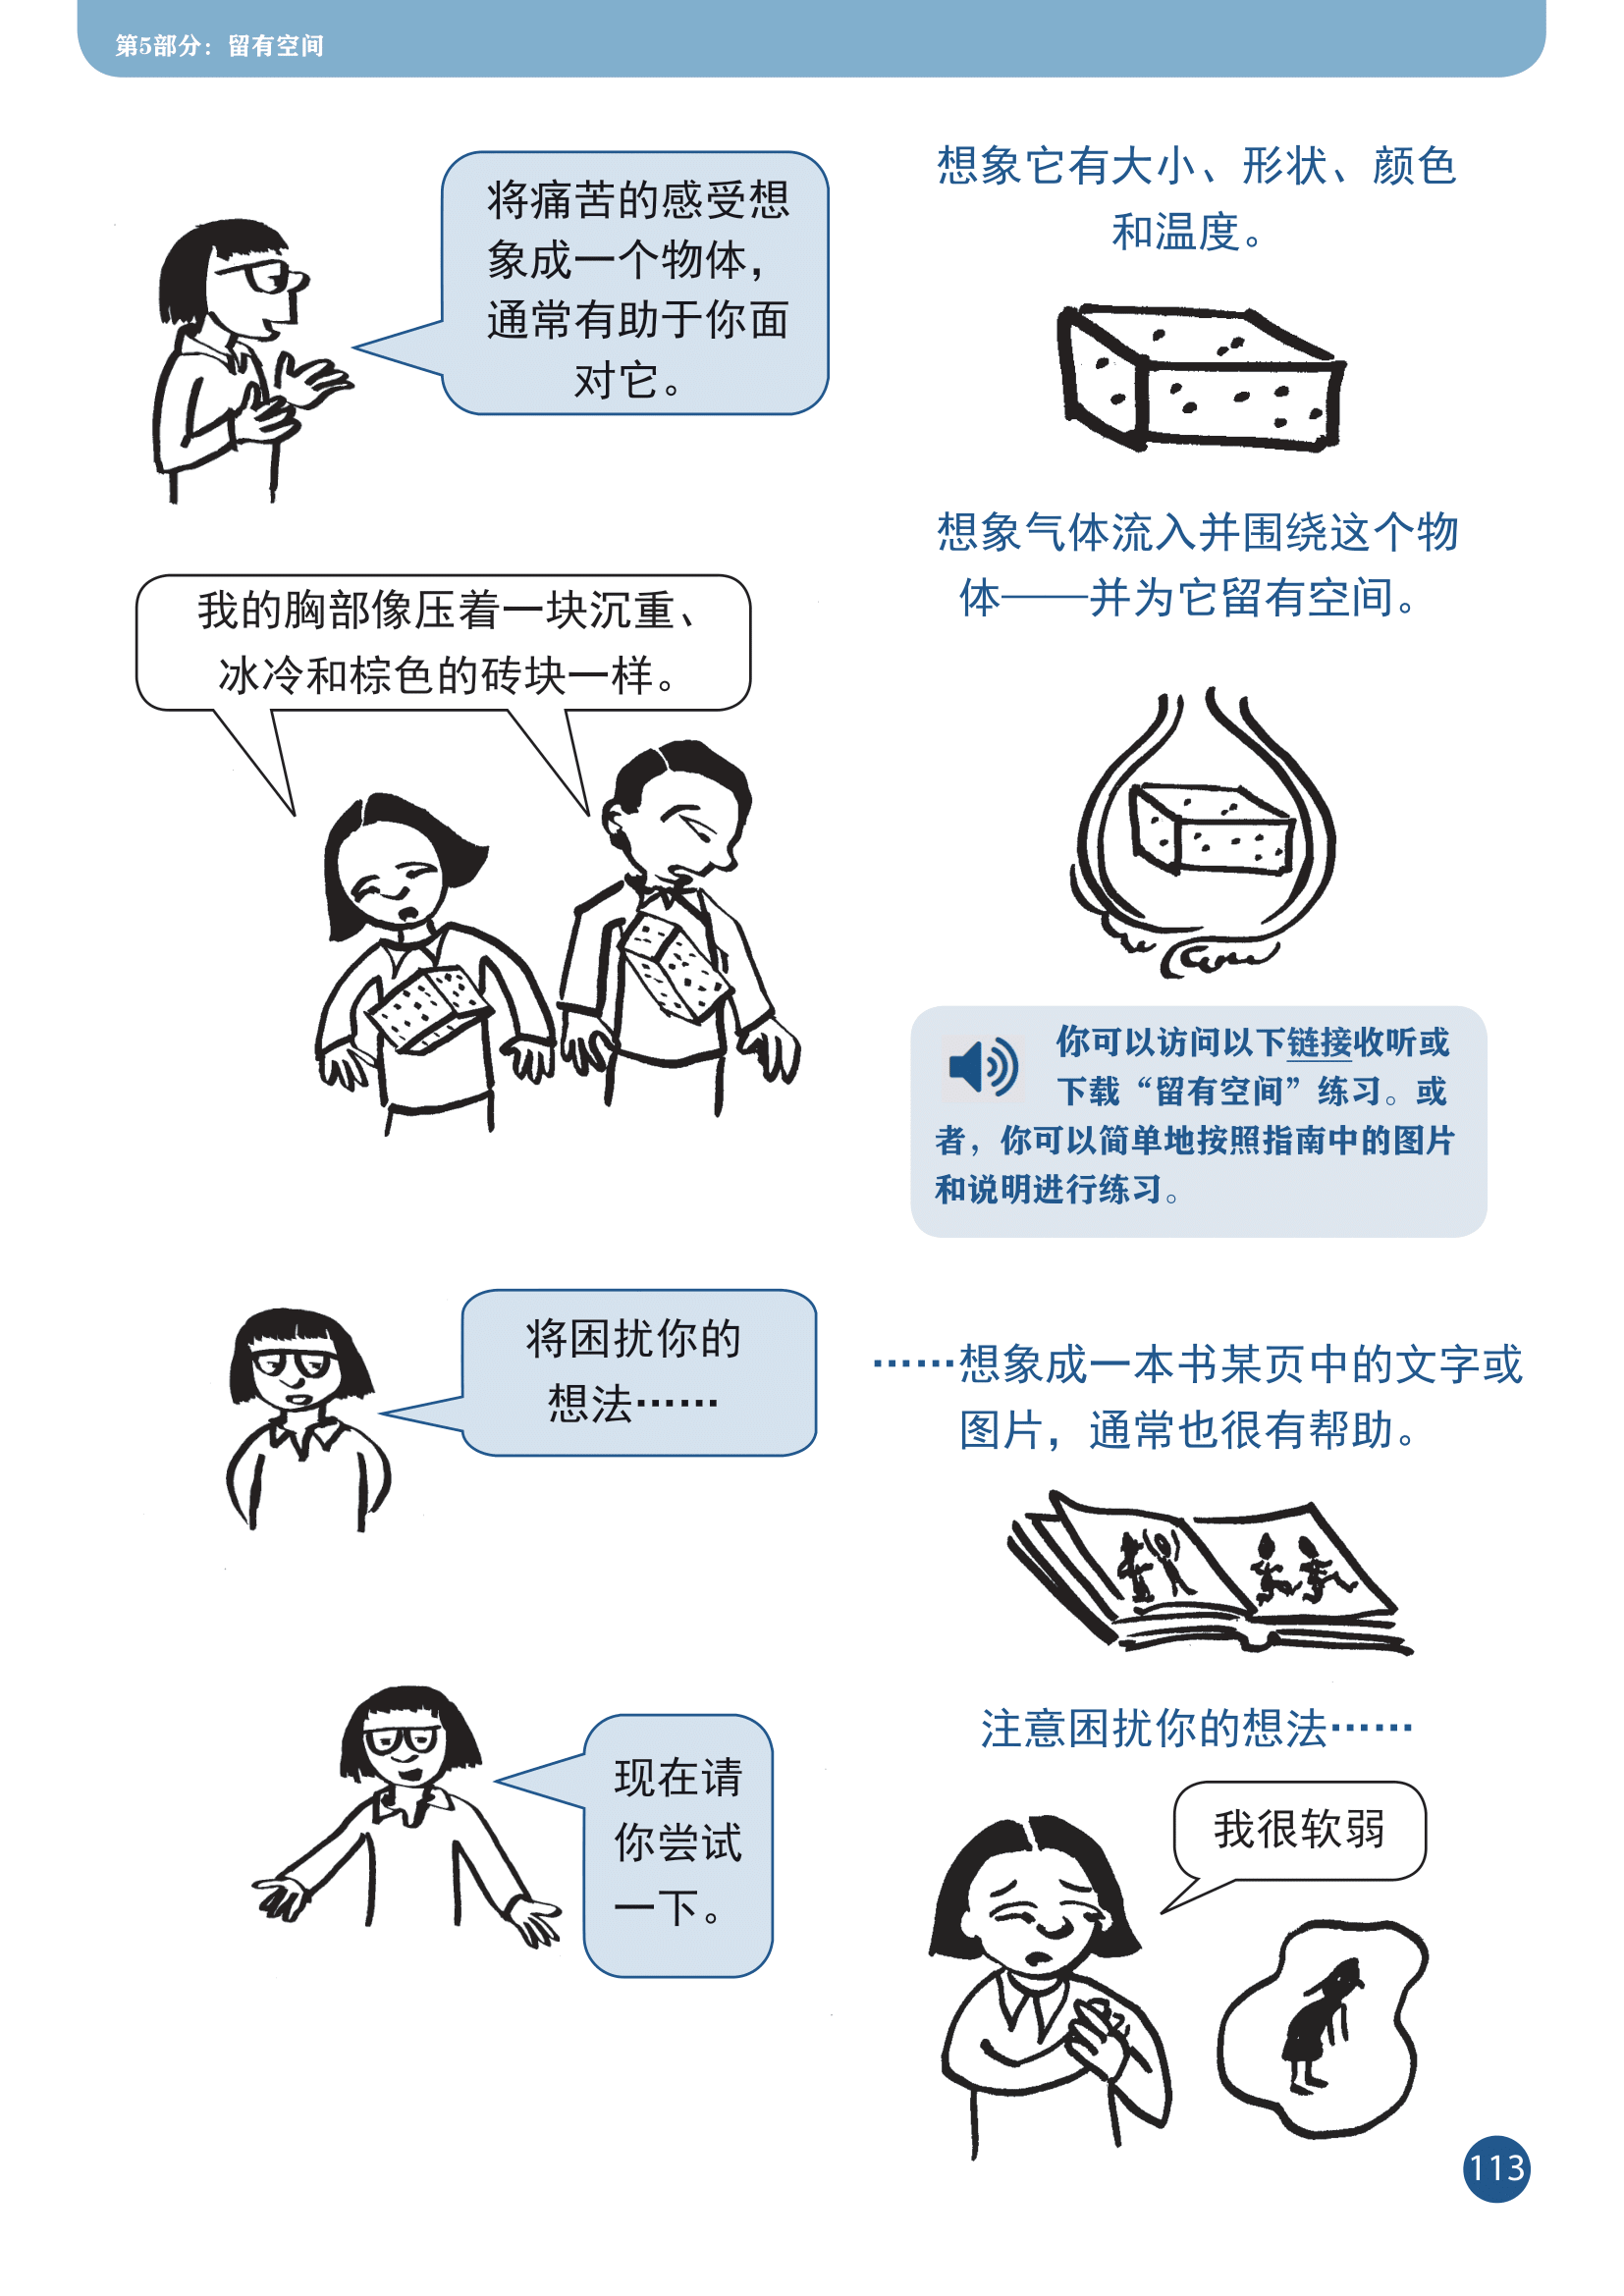 第5部分：留有空间
将痛苦的感受想
象成一个物体，
通常有助于你面
对它。
想象它有大小、形状、颜色
和温度。
我的胸部像压着一块沉重、
冰冷和棕色的砖块一样。
想象气体流入并围绕这个物
体——并为它留有空间。
你可以访问以下链接收听或
下载“留有空间”练习。或
者，你可以简单地按照指南中的图片
和说明进行练习。
将困扰你的
想法……
……想象成一本书某页中的文字或
图片，通常也很有帮助。
现在请
你尝试
一下。
注意困扰你的想法……
我很软弱
113